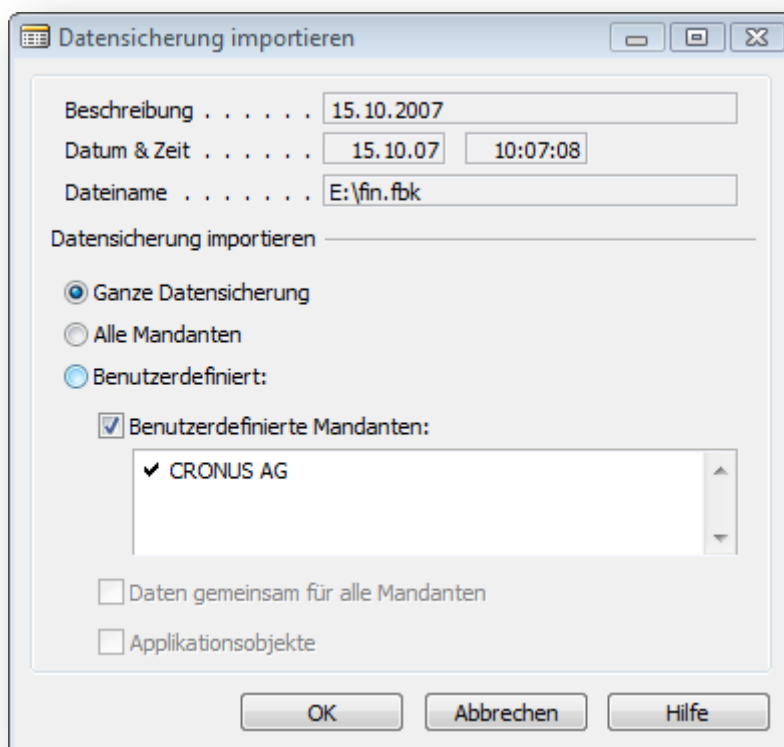 Datensicherung importieren
Beschreibung . . . . . . 15.10.2007
Datum & Zeit . . . . . . 15.10.07 10:07:08
Dateiname . . . . . . . E:\fin.fbk
Datensicherung importieren
Ganze Datensicherung
Alle Mandanten
Benutzerdefiniert:
Benutzerdefinierte Mandanten:
CRONUS AG
Daten gemeinsam für alle Mandanten
Applikationsobjekte
OK Abbrechen Hilfe